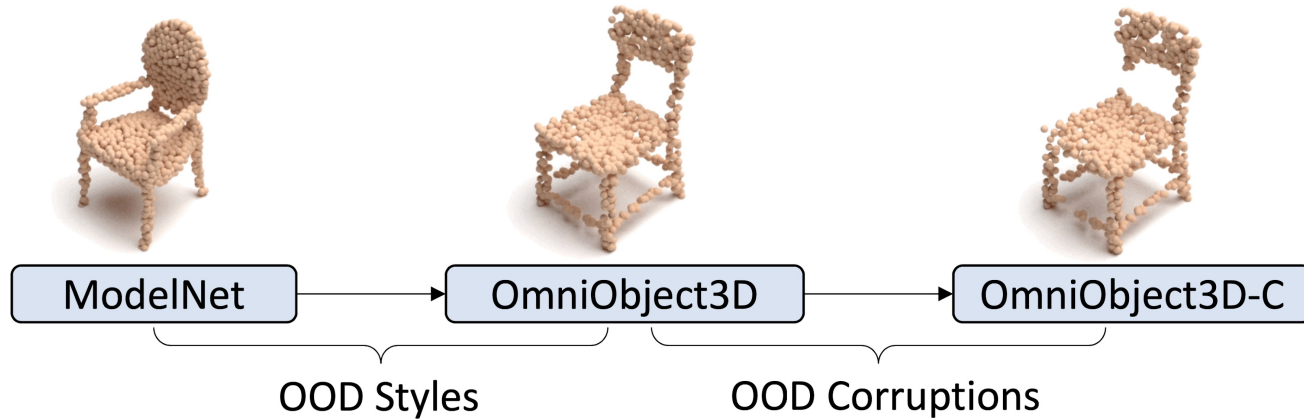 ModelNet
OmniObject3D
OmniObject3D-C
OOD Styles
OOD Corruptions